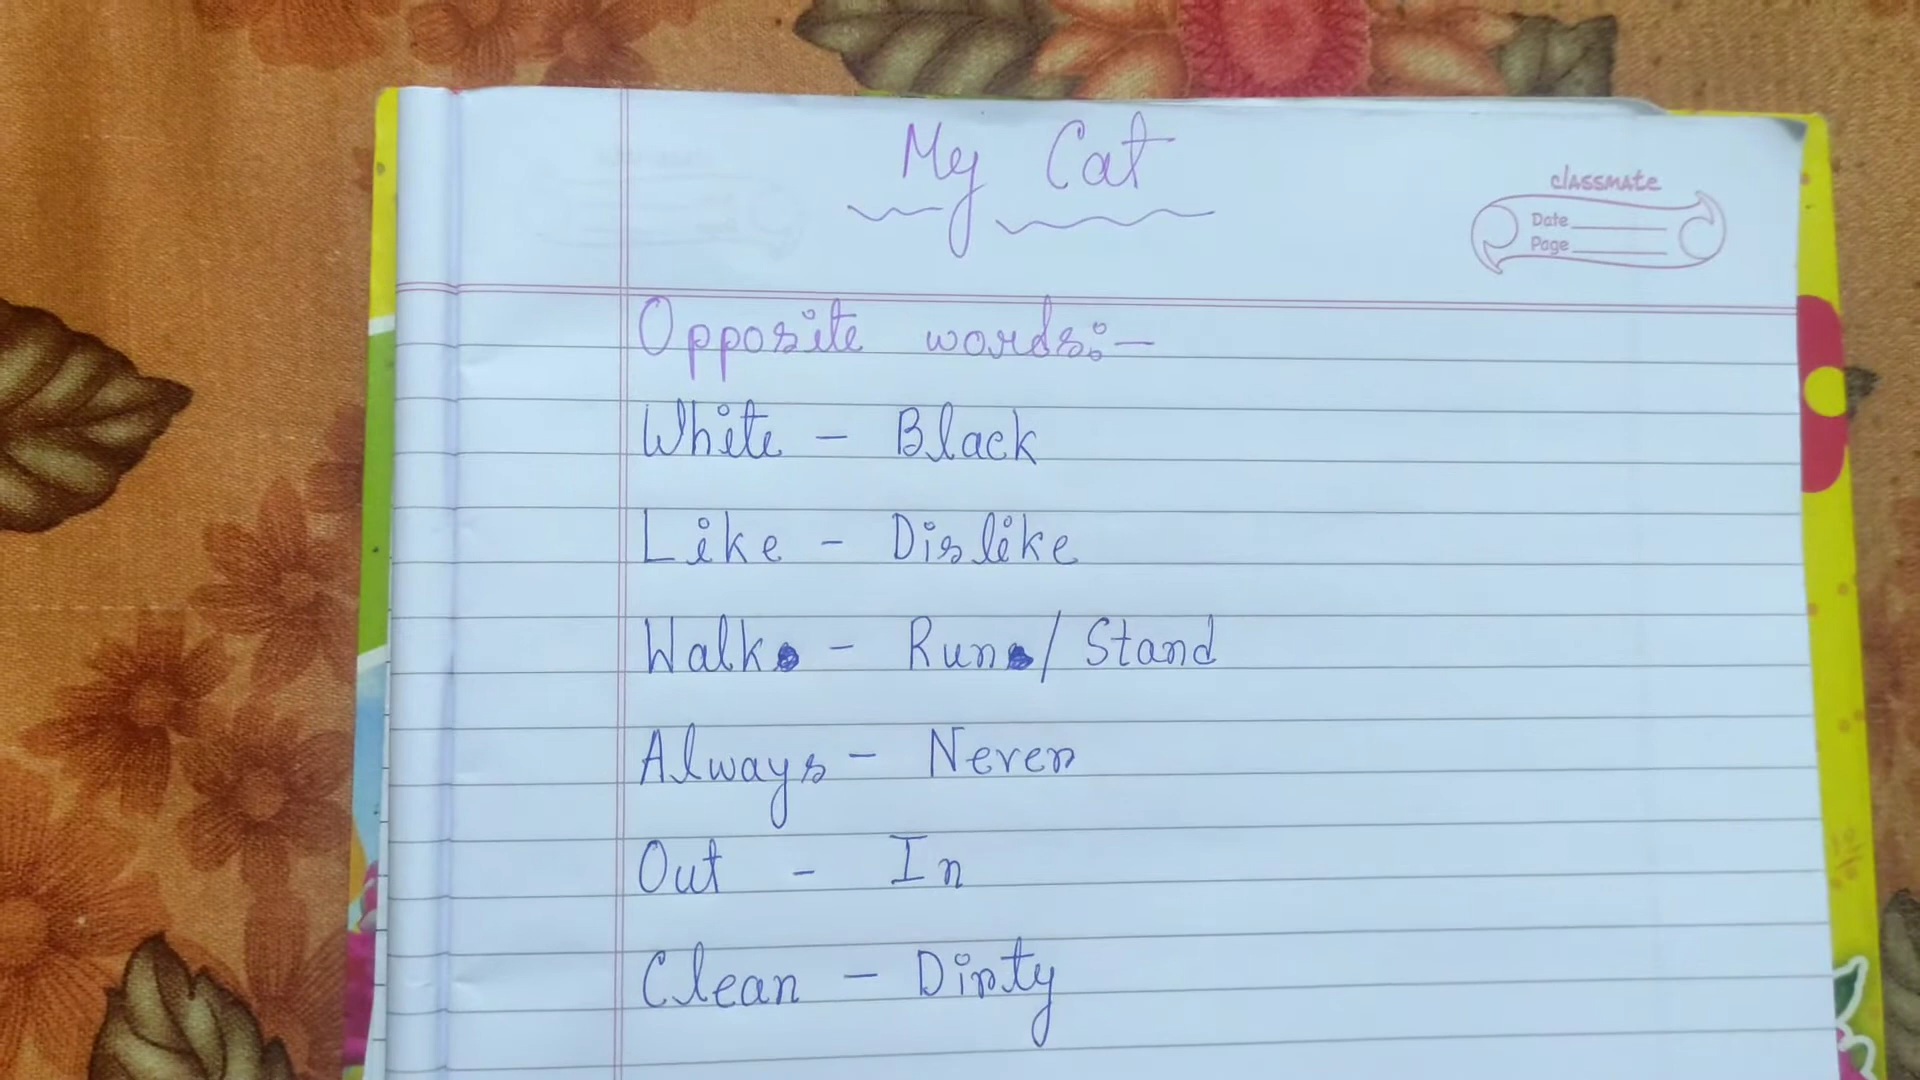 My Cat
classmate
Date
Page
Opposite words:-
White - Black
Like - Dislike
Walk - Run / Stand
Always - Never
Out - In
Clean - Dirty